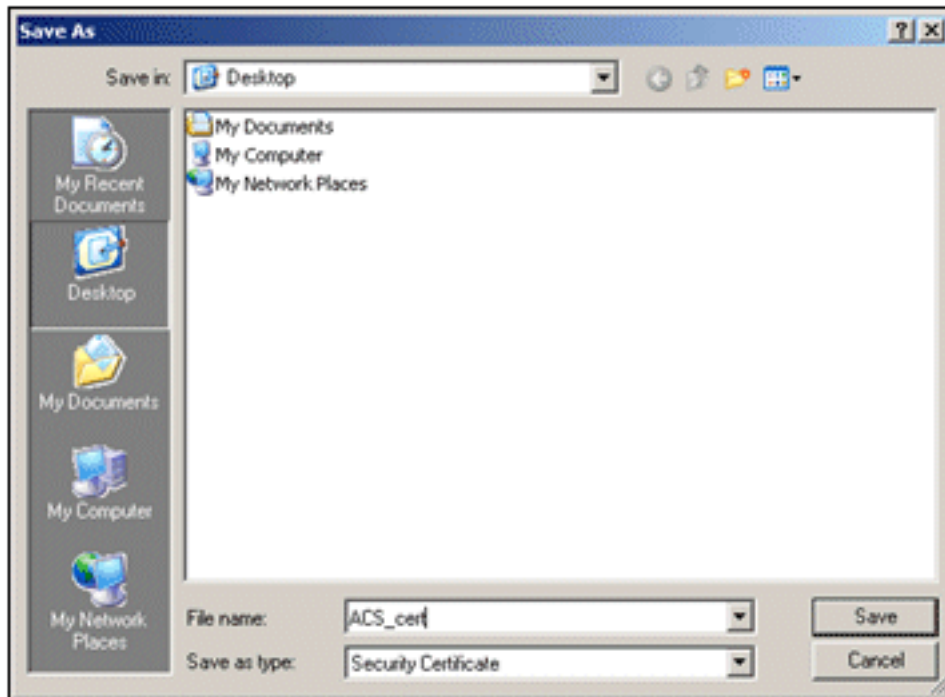 Save As
Save in:
Desktop
My Recent
Documents
Desktop
My Documents
My Computer
My Network
Places
My Documents
My Computer
My Network Places
File name:
ACS_cert
Save
Save as type:
Security Certificate
Cancel